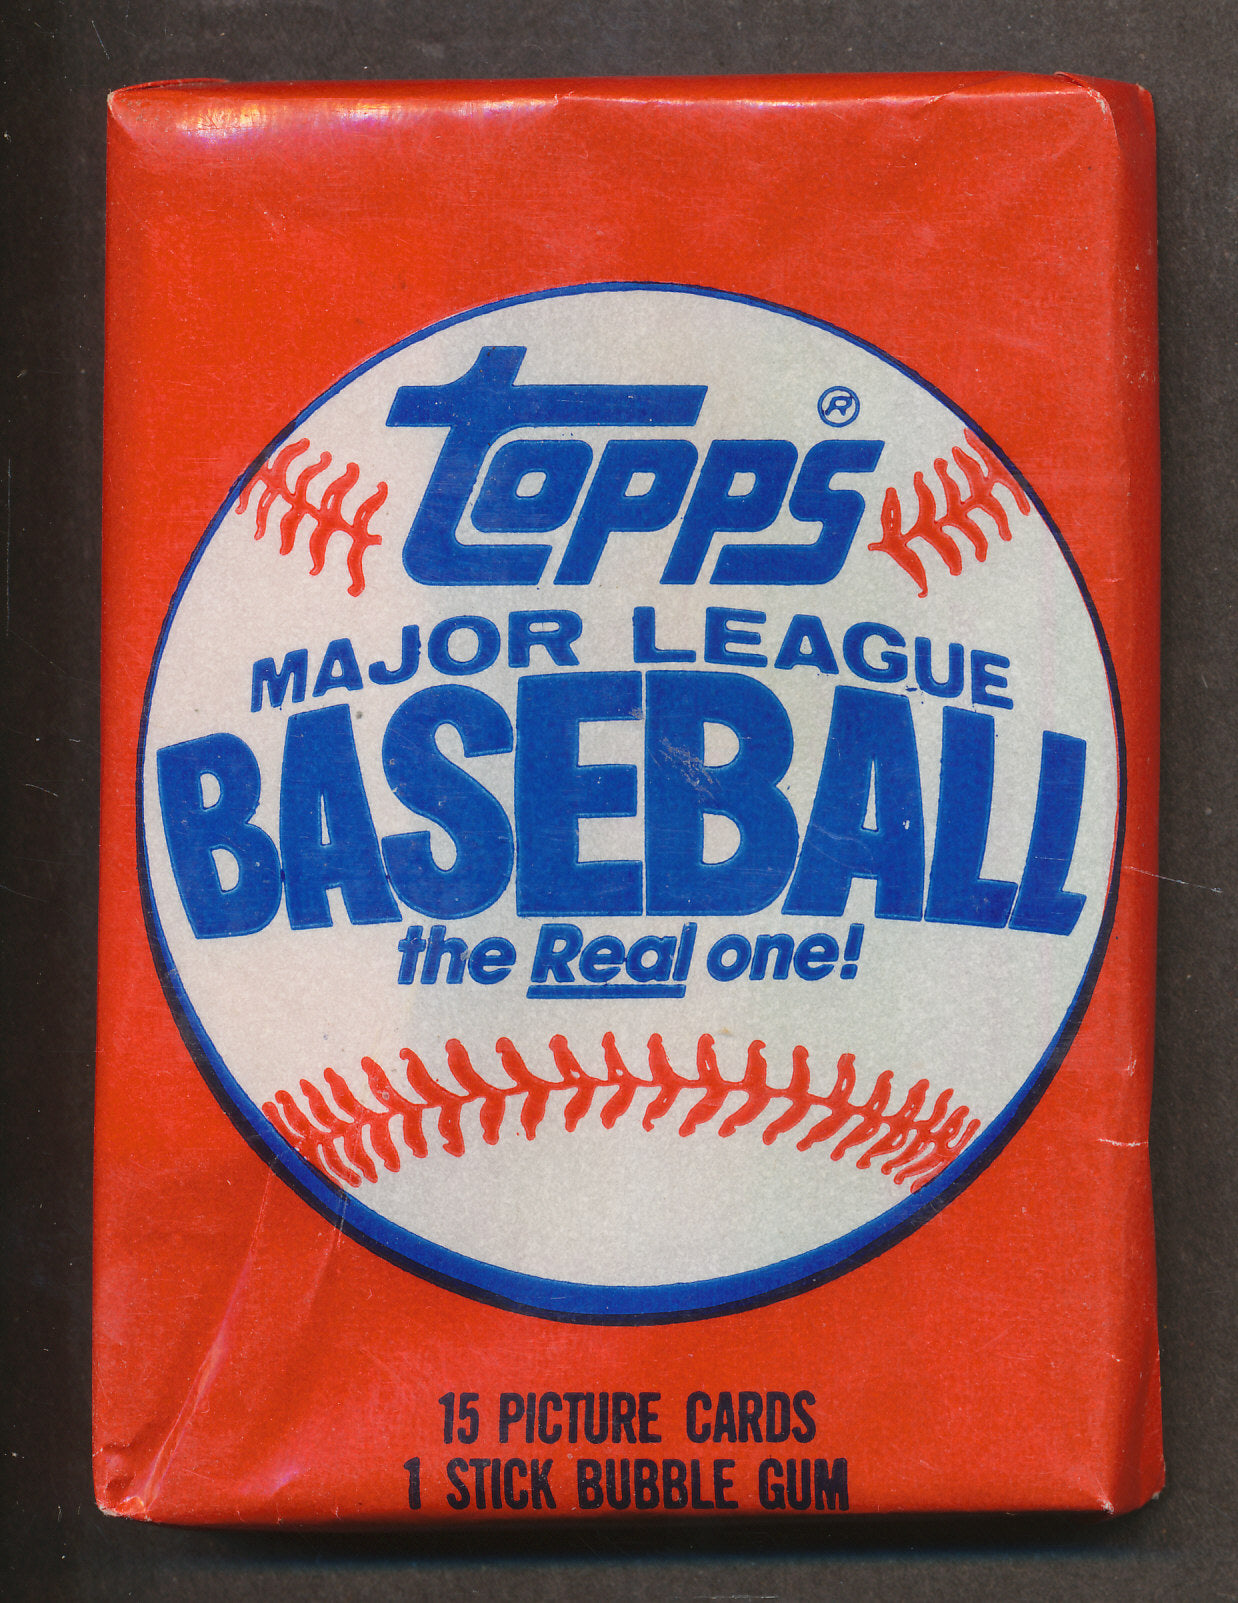 topps ®
MAJOR LEAGUE
BASEBALL
the Real one!
15 PICTURE CARDS
1 STICK BUBBLE GUM